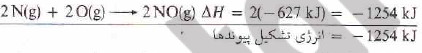 2 N(g) + 2 O(g) ⟶ 2 NO(g) ΔH = 2(−627 kJ) = −1254 kJ
انرژی تشکیل پیوندها = −1254 kJ